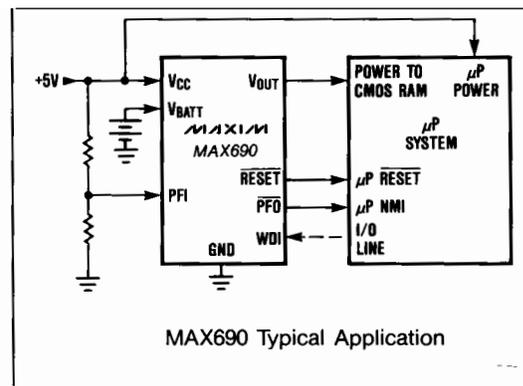 +5V
VCC
VBATT
VOUT
MAXIM
MAX690
RESET
PFI
PFO
WDI
GND
POWER TO
CMOS RAM
μP
POWER
μP
SYSTEM
μP RESET
μP NMI
I/O
LINE
MAX690 Typical Application